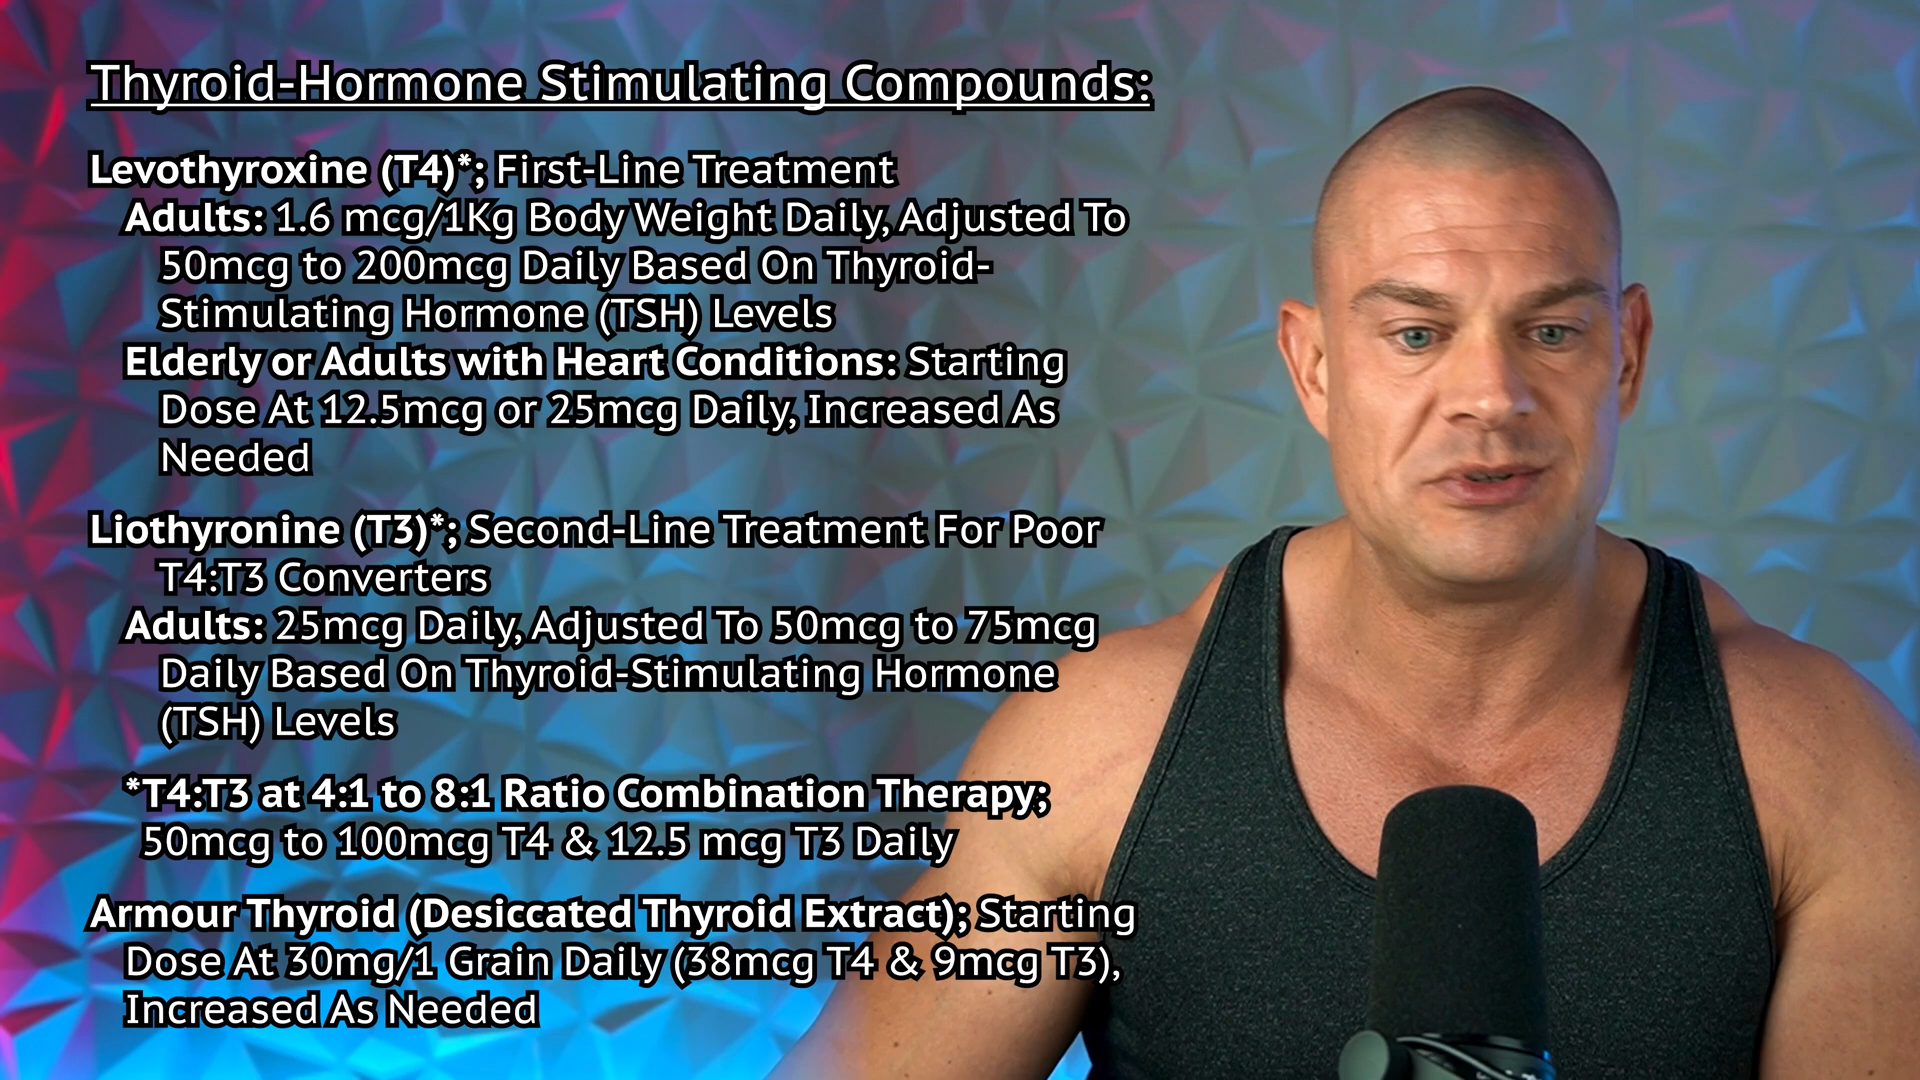 Thyroid-Hormone Stimulating Compounds:
Levothyroxine (T4)*; First-Line Treatment
Adults: 1.6 mcg/1Kg Body Weight Daily, Adjusted To
50mcg to 200mcg Daily Based On Thyroid-
Stimulating Hormone (TSH) Levels
Elderly or Adults with Heart Conditions: Starting
Dose At 12.5mcg or 25mcg Daily, Increased As
Needed
Liothyronine (T3)*; Second-Line Treatment For Poor
T4:T3 Converters
Adults: 25mcg Daily, Adjusted To 50mcg to 75mcg
Daily Based On Thyroid-Stimulating Hormone
(TSH) Levels
*T4:T3 at 4:1 to 8:1 Ratio Combination Therapy;
50mcg to 100mcg T4 & 12.5 mcg T3 Daily
Armour Thyroid (Desiccated Thyroid Extract); Starting
Dose At 30mg/1 Grain Daily (38mcg T4 & 9mcg T3),
Increased As Needed